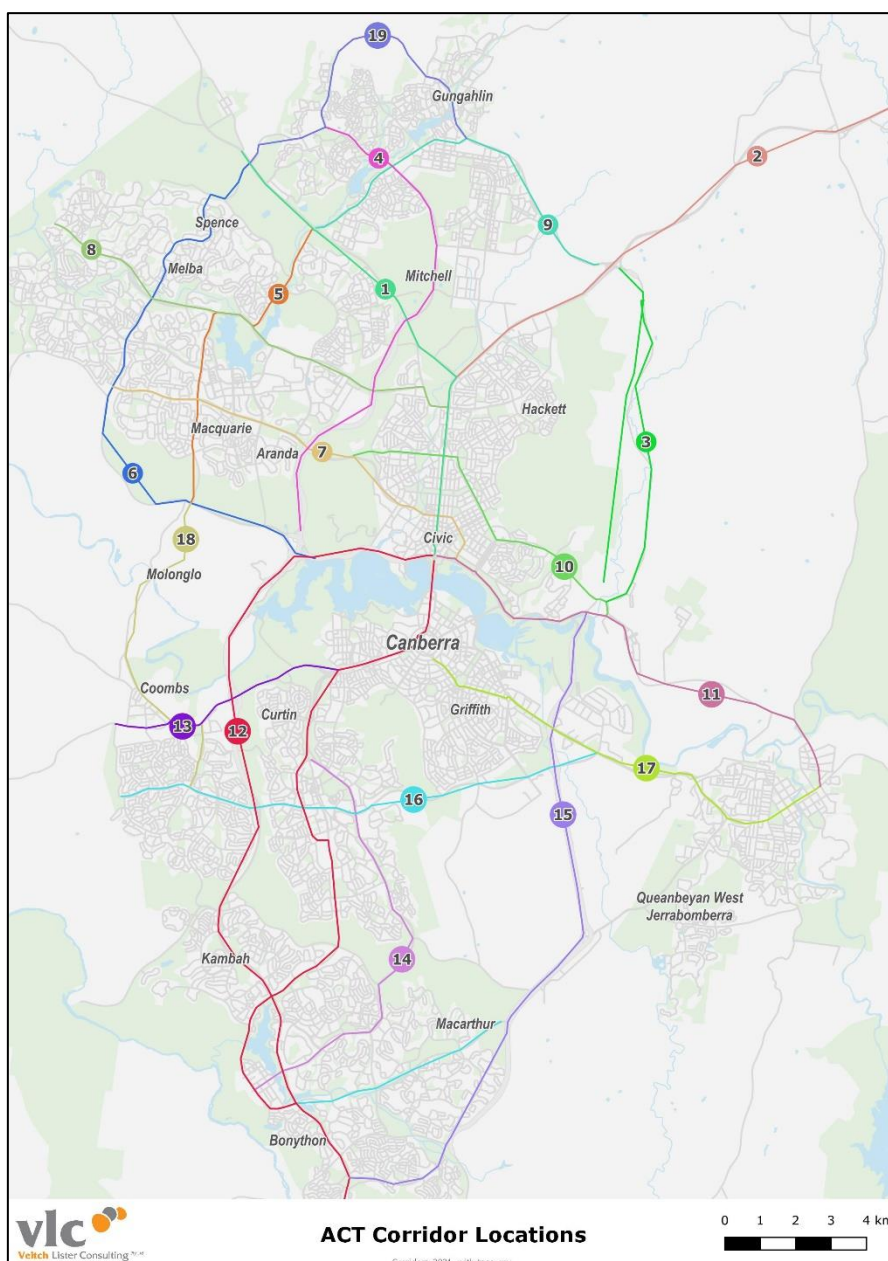 19
Gungahlin
2
4
9
Spence
8
Melba
Mitchell
5
1
Hackett
Macquarie
3
Aranda
7
6
18
Civic
Molonglo
10
Canberra
Coombs
11
Griffith
Curtin
13
12
17
16
15
Queanbeyan West
Jerrabomberra
Kambah
14
Macarthur
Bonython
vlc
Veitch Lister Consulting
ACT Corridor Locations
0 1 2 3 4 km